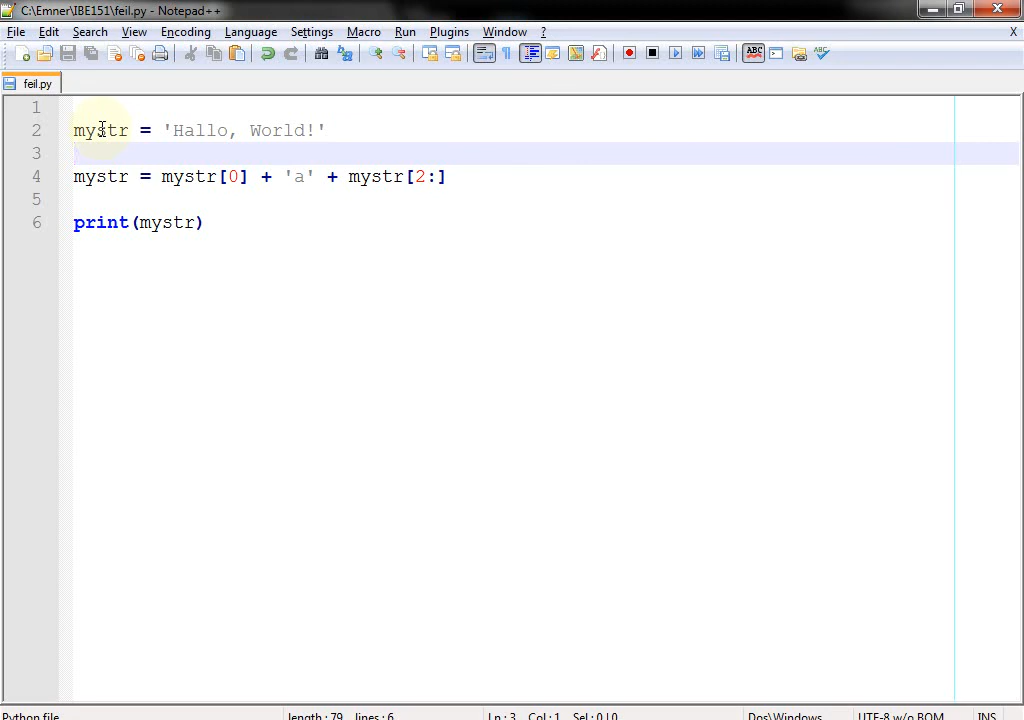 C:\Emner\IBE151\feil.py - Notepad++
File Edit Search View Encoding Language Settings Macro Run Plugins Window ? X
feil.py
1
2 mystr = 'Hallo, World!'
3
4 mystr = mystr[0] + 'a' + mystr[2:]
5
6 print(mystr)
Python file length : 79 lines : 6 Ln : 3 Col : 1 Sel : 0 | 0 Dos\Windows UTF-8 w/o BOM INS